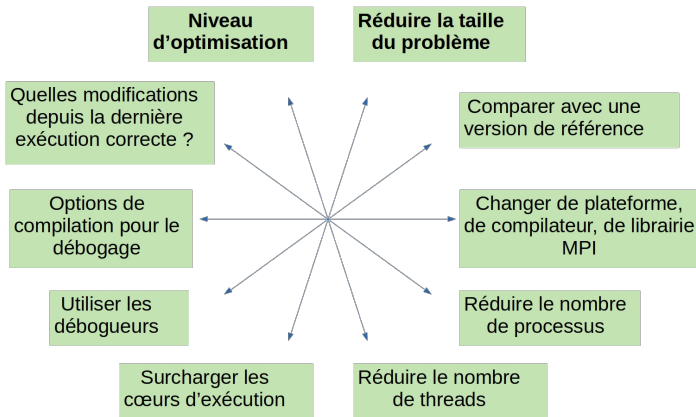 Niveau
d’optimisation
Réduire la taille
du problème
Quelles modifications
depuis la dernière
exécution correcte ?
Comparer avec une
version de référence
Options de
compilation pour le
débogage
Changer de plateforme,
de compilateur, de librairie
MPI
Utiliser les
débogueurs
Réduire le nombre
de processus
Surcharger les
cœurs d’exécution
Réduire le nombre
de threads